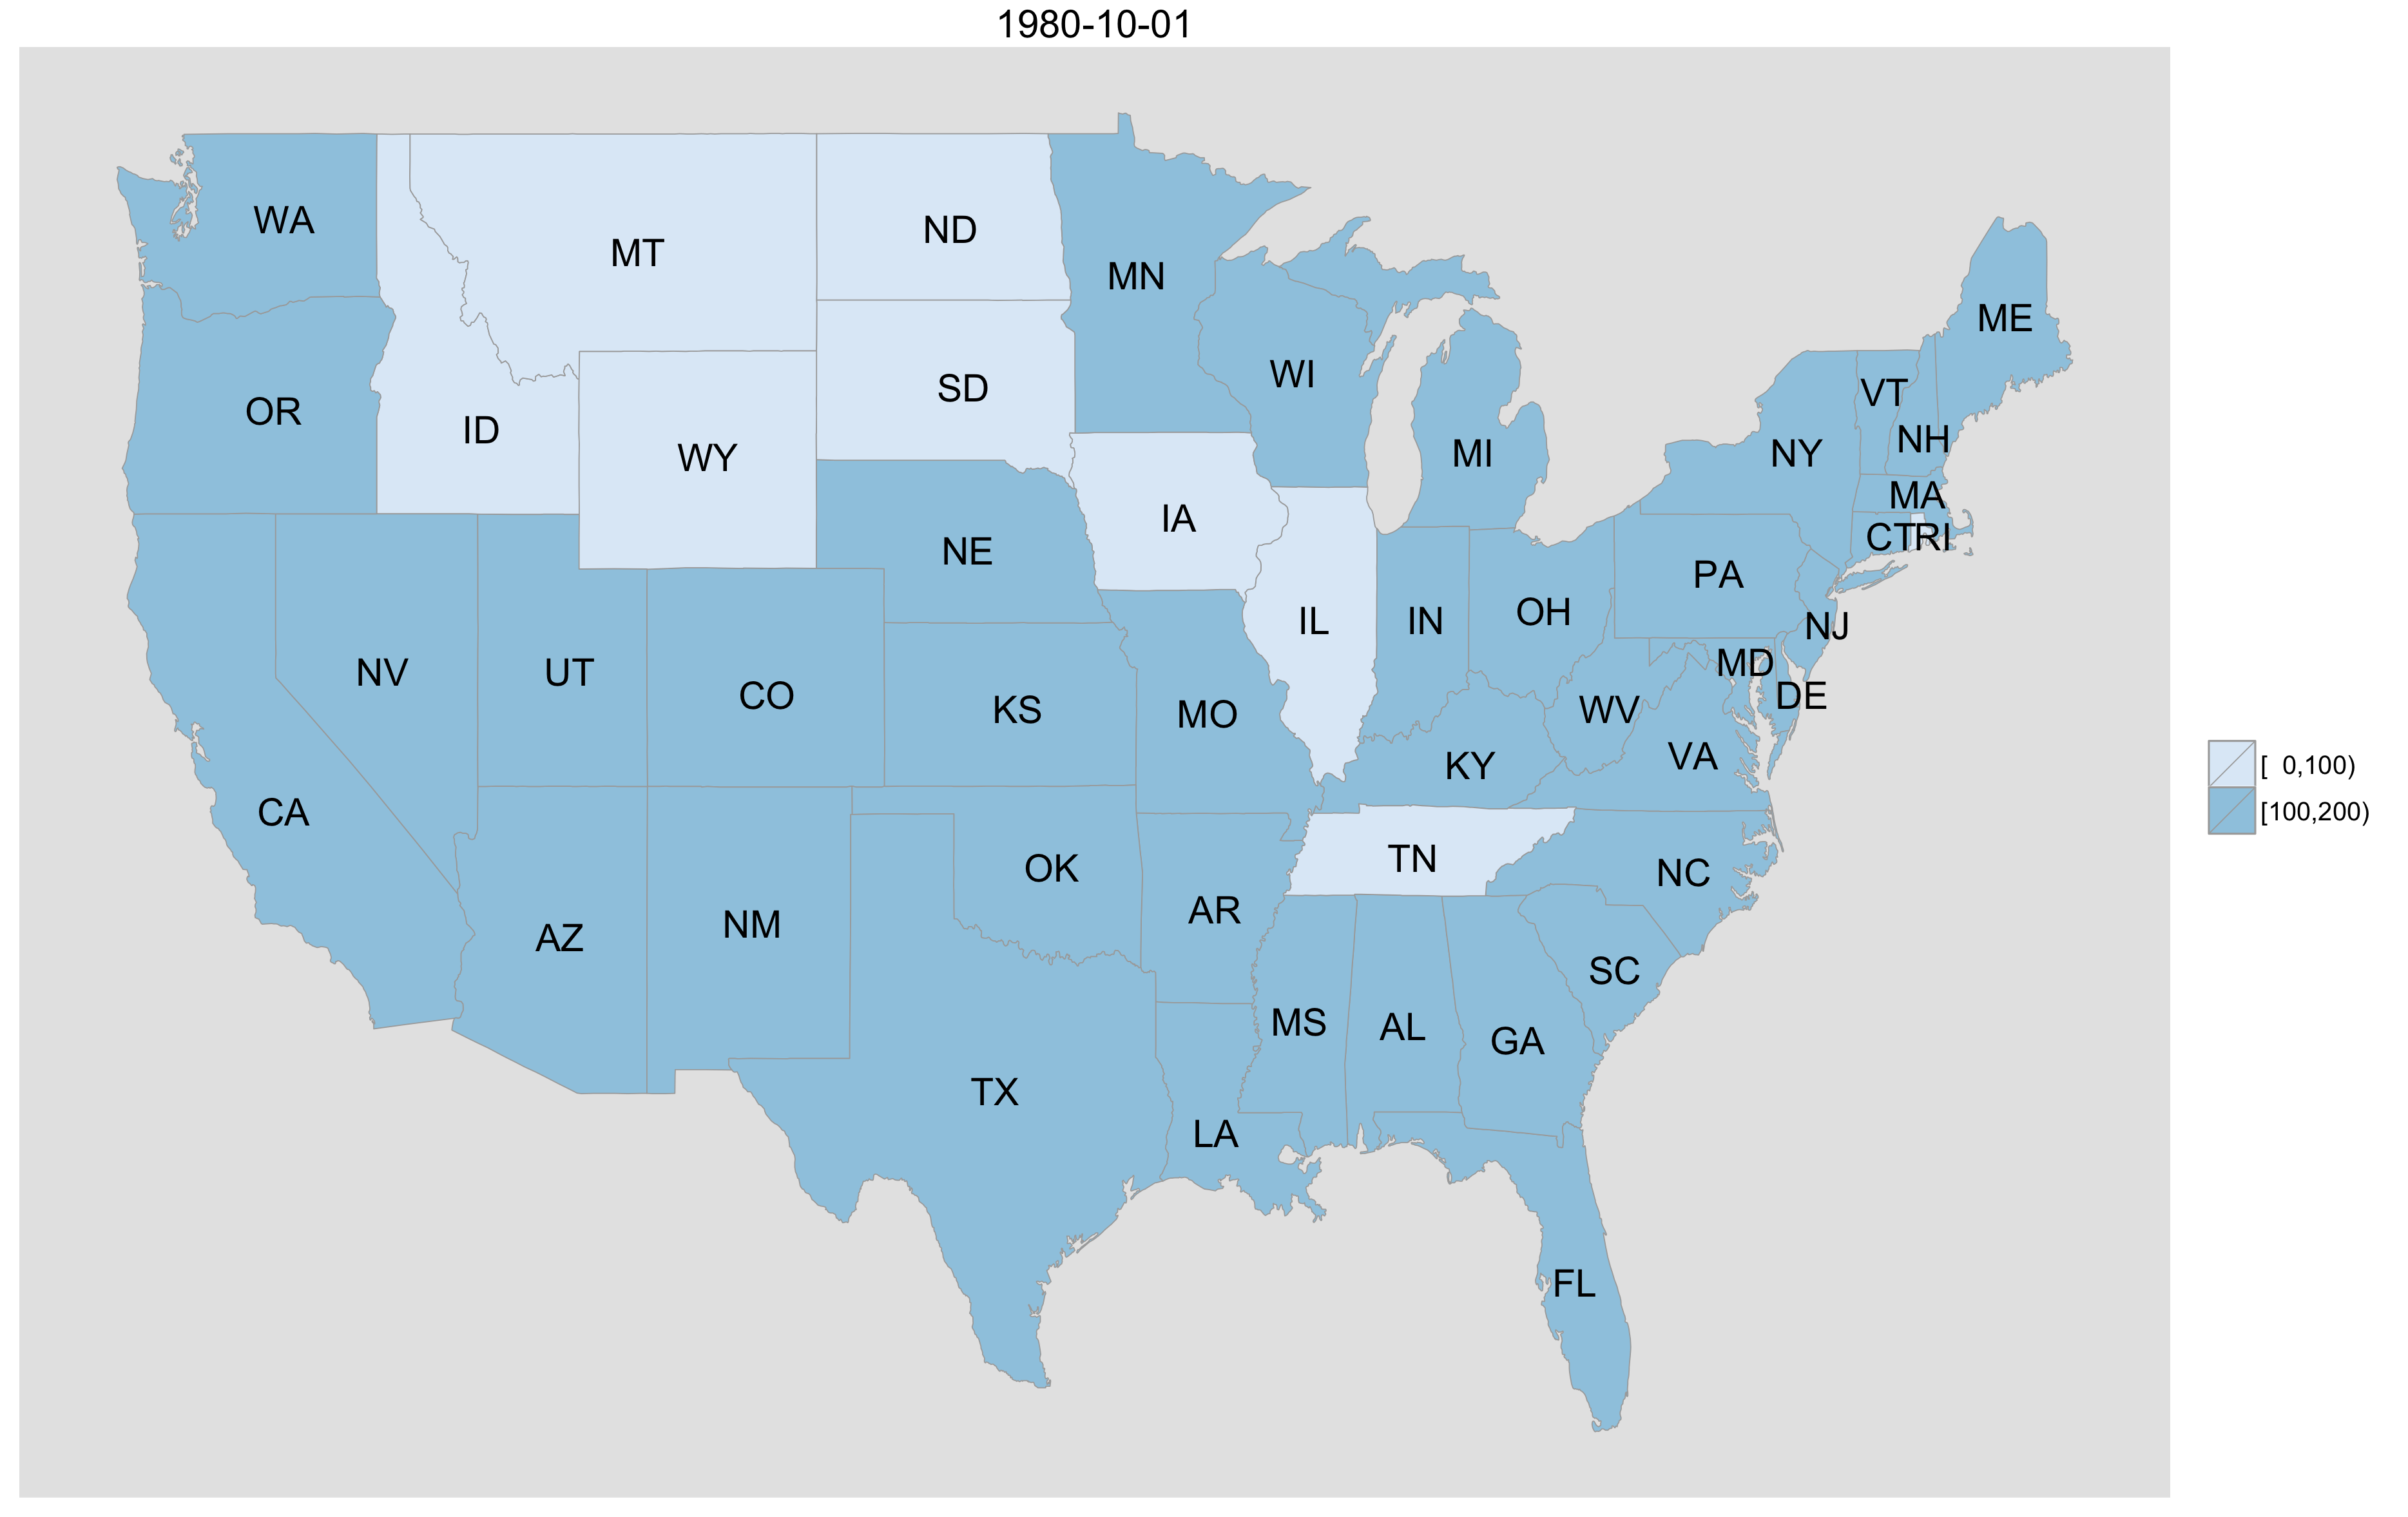 1980-10-01
WA
MT
ND
MN
ME
OR
ID
WY
SD
WI
MI
NY
VT
NH
MA
CT
RI
IA
NE
PA
NJ
NV
UT
CO
KS
MO
IL
IN
OH
WV
MD
DE
VA
KY
CA
AZ
NM
OK
AR
TN
NC
SC
TX
LA
MS
AL
GA
FL
[  0,100)
[100,200)